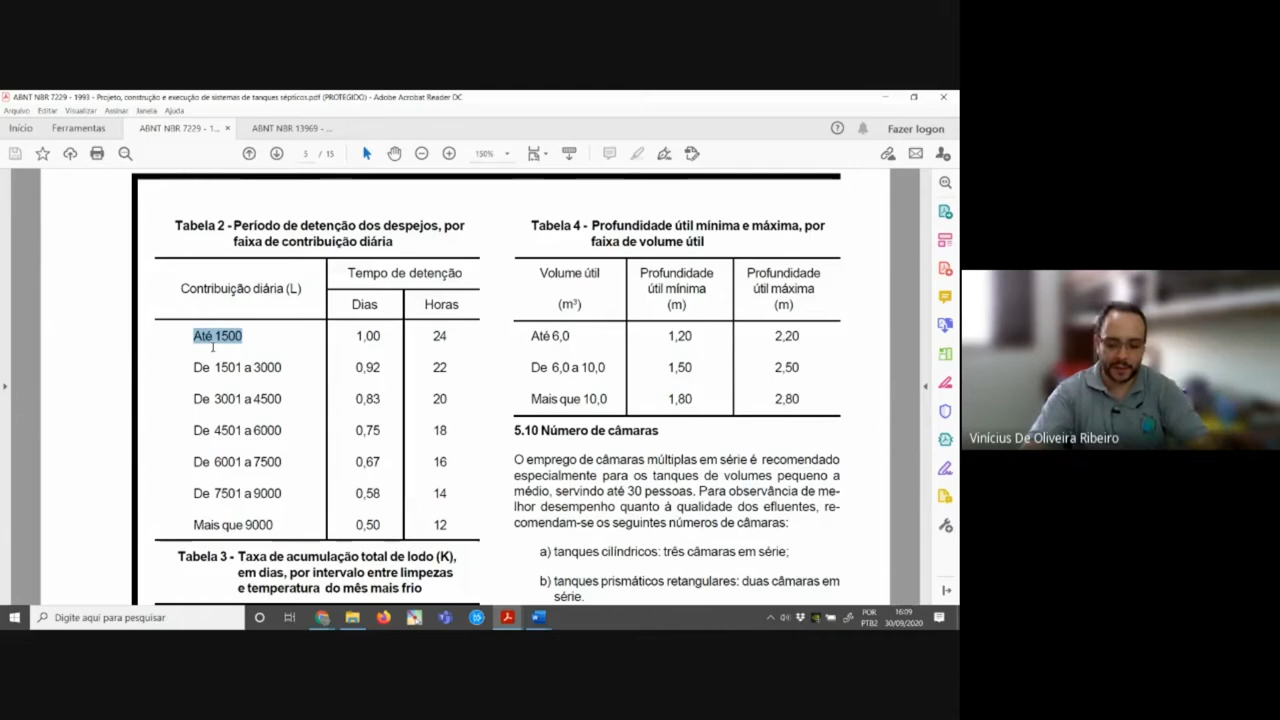 ABNT NBR 7229 - 1993 - Projeto, construção e execução de sistemas de tanques sépticos.pdf (PROTEGIDO) - Adobe Acrobat Reader DC
Arquivo Editar Visualizar Assinar Janela Ajuda
Início Ferramentas ABNT NBR 7229 - 1... × ABNT NBR 13969 - ... Fazer logon
5 / 15 150%
Tabela 2 - Período de detenção dos despejos, por
faixa de contribuição diária
Contribuição diária (L) Tempo de detenção
Dias Horas
Até 1500 1,00 24
De 1501 a 3000 0,92 22
De 3001 a 4500 0,83 20
De 4501 a 6000 0,75 18
De 6001 a 7500 0,67 16
De 7501 a 9000 0,58 14
Mais que 9000 0,50 12
Tabela 3 - Taxa de acumulação total de lodo (K),
em dias, por intervalo entre limpezas
e temperatura do mês mais frio
Tabela 4 - Profundidade útil mínima e máxima, por
faixa de volume útil
Volume útil Profundidade Profundidade
útil mínima útil máxima
(m³) (m) (m)
Até 6,0 1,20 2,20
De 6,0 a 10,0 1,50 2,50
Mais que 10,0 1,80 2,80
5.10 Número de câmaras
O emprego de câmaras múltiplas em série é recomendado
especialmente para os tanques de volumes pequeno a
médio, servindo até 30 pessoas. Para observância de me-
lhor desempenho quanto à qualidade dos efluentes, re-
comendam-se os seguintes números de câmaras:
a) tanques cilíndricos: três câmaras em série;
b) tanques prismáticos retangulares: duas câmaras em
série.
Vinícius De Oliveira Ribeiro
Digite aqui para pesquisar
POR 16:09
PTB2 30/09/2020